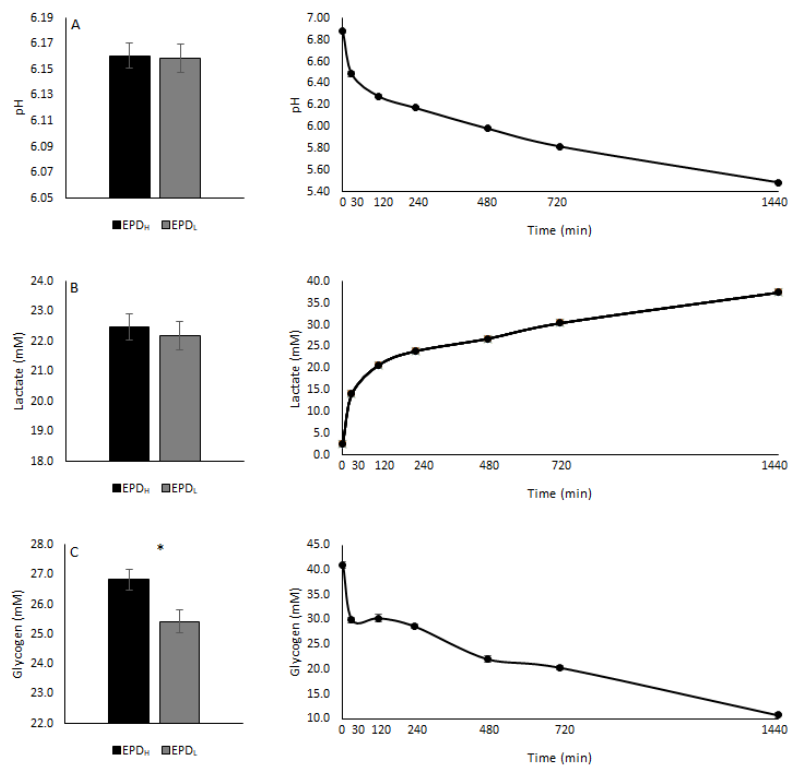 A
pH
6.19
6.17
6.15
6.13
6.11
6.09
6.07
6.05
EPDH EPDL
pH
7.00
6.80
6.60
6.40
6.20
6.00
5.80
5.60
5.40
0 30 120 240 480 720 1440
Time (min)
B
Lactate (mM)
24.0
23.0
22.0
21.0
20.0
19.0
18.0
EPDH EPDL
Lactate (mM)
40.0
35.0
30.0
25.0
20.0
15.0
10.0
5.0
0.0
0 30 120 240 480 720 1440
Time (min)
C
*
Glycogen (mM)
28.0
27.0
26.0
25.0
24.0
23.0
22.0
EPDH EPDL
Glycogen (mM)
45.0
40.0
35.0
30.0
25.0
20.0
15.0
10.0
0 30 120 240 480 720 1440
Time (min)